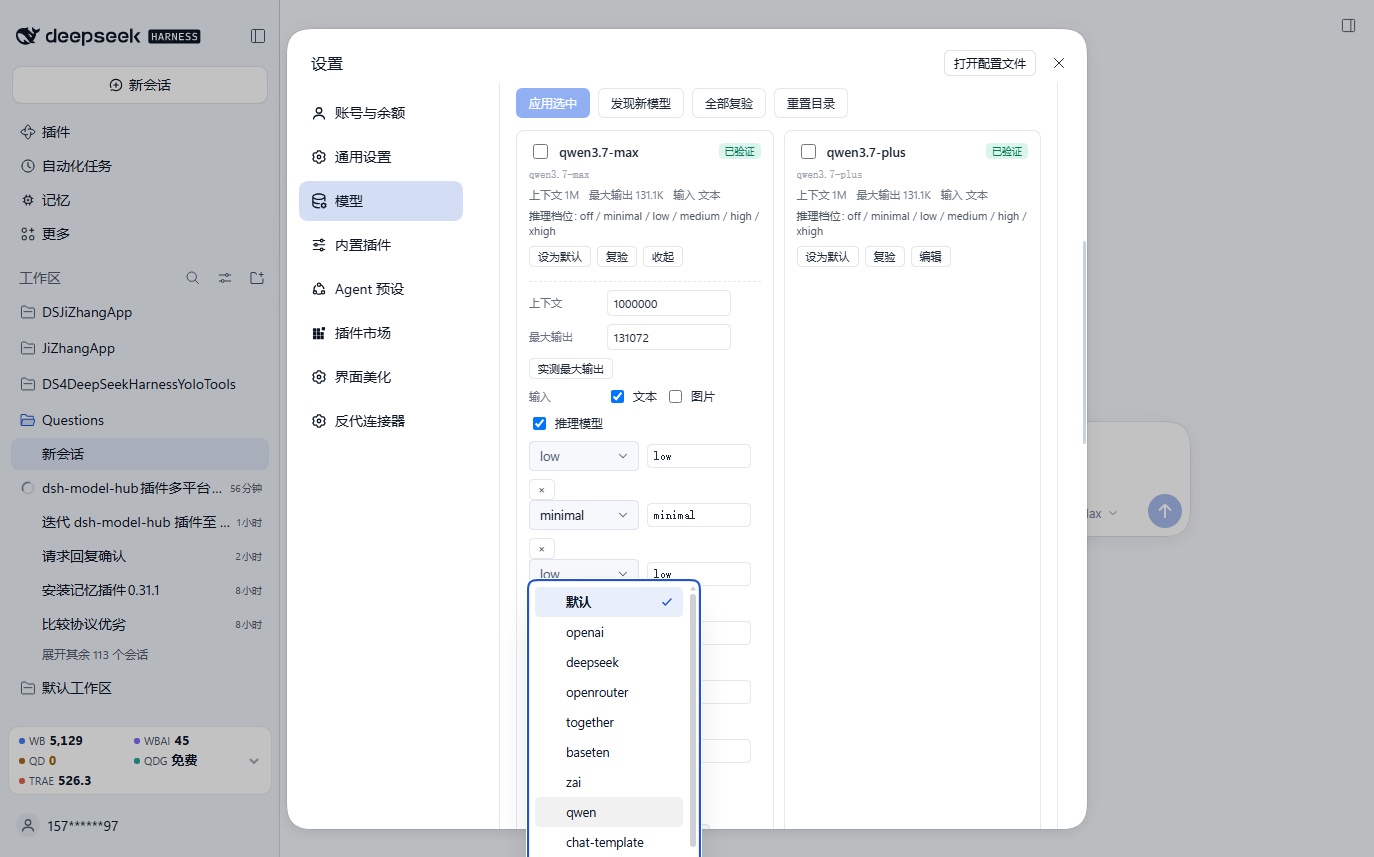 deepseek HARNESS
新会话
插件
自动化任务
记忆
更多
工作区
DSJiZhangApp
JiZhangApp
DS4DeepSeekHarnessYoloTools
Questions
新会话
dsh-model-hub插件多平台... 56分钟
迭代 dsh-model-hub 插件至 ... 1小时
请求回复确认 2小时
安装记忆插件0.31.1 8小时
比较协议优劣 8小时
展开其余 113 个会话
默认工作区
WB 5,129 WBAI 45
QD 0 QDG 免费
TRAE 526.3
157******97
设置
打开配置文件
账号与余额
通用设置
模型
内置插件
Agent 预设
插件市场
界面美化
反代连接器
应用选中 发现新模型 全部复验 重置目录
qwen3.7-max 已验证
qwen3.7-max
上下文 1M 最大输出 131.1K 输入 文本
推理档位: off / minimal / low / medium / high /
xhigh
设为默认 复验 收起
上下文 1000000
最大输出 131072
实测最大输出
输入 文本 图片
推理模型
low low
×
minimal minimal
×
low low
默认
openai
deepseek
openrouter
together
baseten
zai
qwen
chat-template
qwen3.7-plus 已验证
qwen3.7-plus
上下文 1M 最大输出 131.1K 输入 文本
推理档位: off / minimal / low / medium / high /
xhigh
设为默认 复验 编辑